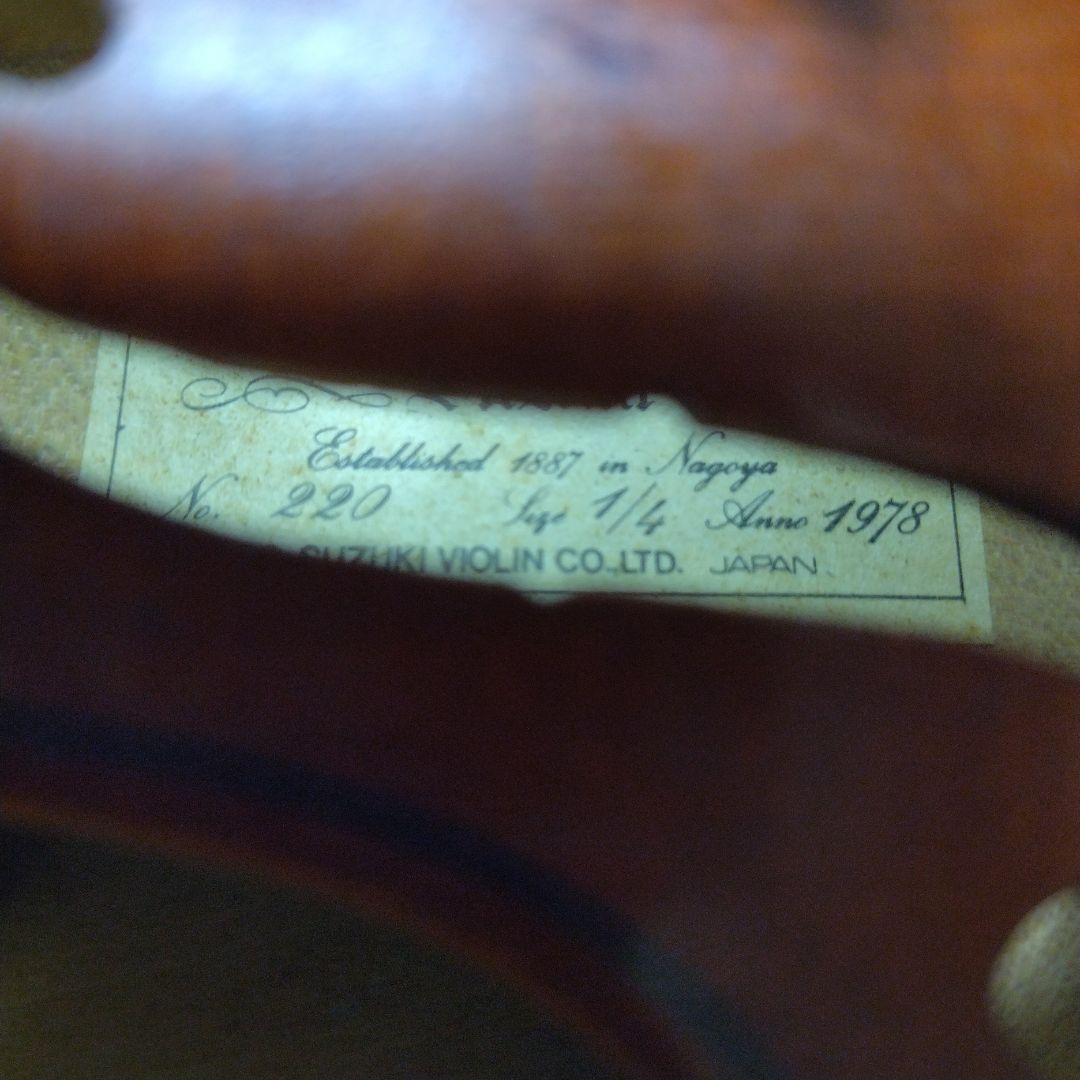 Established 1887 in Nagoya
No. 220 Size 1/4 Anno 1978
SUZUKI VIOLIN CO.,LTD. JAPAN